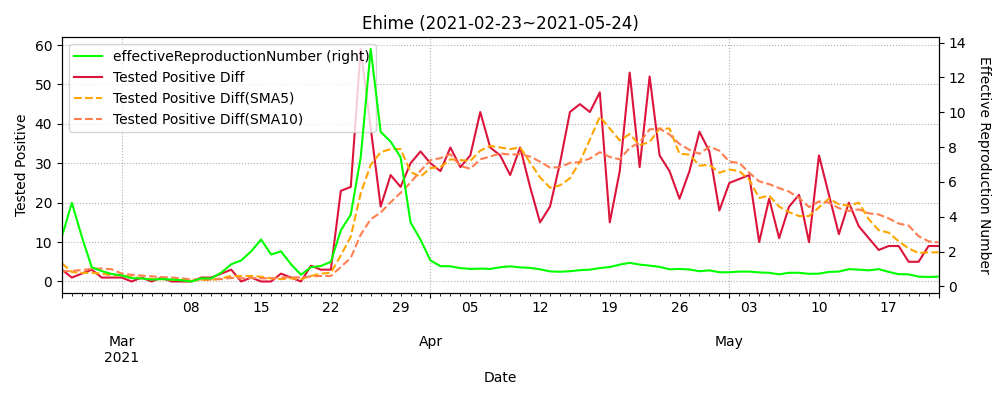 Ehime (2021-02-23~2021-05-24)
effectiveReproductionNumber (right)
Tested Positive Diff
Tested Positive Diff(SMA5)
Tested Positive Diff(SMA10)
Tested Positive
60
50
40
30
20
10
0
Effective Reproduction Number
14
12
10
8
6
4
2
0
08 15 22 29 05 12 19 26 03 10 17
Mar Apr May
2021
Date